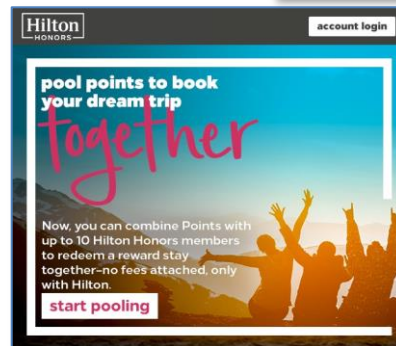 Hilton
HONORS
account login
pool points to book
your dream trip
together
Now, you can combine Points with
up to 10 Hilton Honors members
to redeem a reward stay
together–no fees attached, only
with Hilton.
start pooling